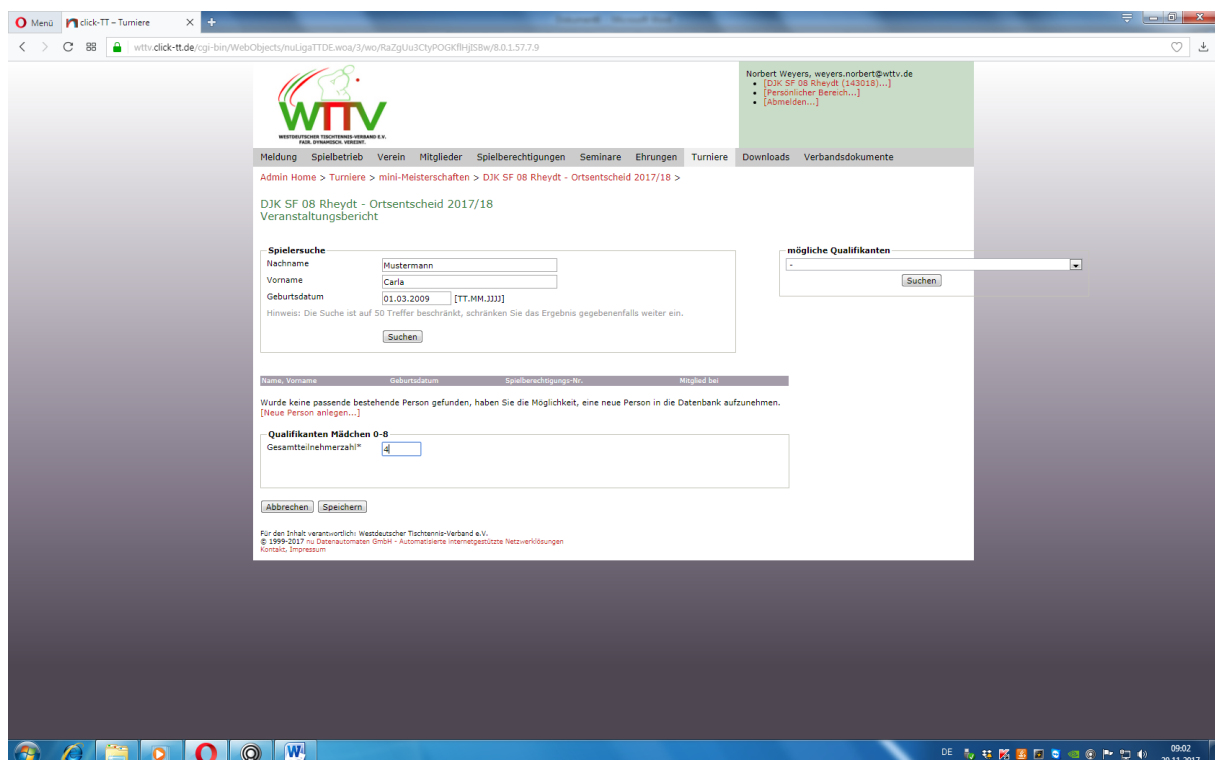 Menü click-TT – Turniere
wttv.click-tt.de/cgi-bin/WebObjects/nuLigaTTDE.woa/3/wo/RaZgUu3CtyPOGKflHjlSBw/8.0.1.57.7.9
WTTV
WESTDEUTSCHER TISCHTENNIS-VERBAND E.V.
FAIR. DYNAMISCH. VEREINT.
Norbert Weyers, weyers.norbert@wttv.de
[DJK SF 08 Rheydt (143018)...]
[Persönlicher Bereich...]
[Abmelden...]
Meldung Spielbetrieb Verein Mitglieder Spielberechtigungen Seminare Ehrungen Turniere Downloads Verbandsdokumente
Admin Home > Turniere > mini-Meisterschaften > DJK SF 08 Rheydt - Ortsentscheid 2017/18 >
DJK SF 08 Rheydt - Ortsentscheid 2017/18
Veranstaltungsbericht
Spielersuche
Nachname Mustermann
Vorname Carla
Geburtsdatum 01.03.2009 [TT.MM.JJJJ]
Hinweis: Die Suche ist auf 50 Treffer beschränkt, schränken Sie das Ergebnis gegebenenfalls weiter ein.
Suchen
mögliche Qualifikanten
-
Suchen
Name, Vorname Geburtsdatum Spielberechtigungs-Nr. Mitglied bei
Wurde keine passende bestehende Person gefunden, haben Sie die Möglichkeit, eine neue Person in die Datenbank aufzunehmen.
[Neue Person anlegen...]
Qualifikanten Mädchen 0-8
Gesamtteilnehmerzahl* 4
Abbrechen Speichern
Für den Inhalt verantwortlich: Westdeutscher Tischtennis-Verband e.V.
© 1999-2017 nu Datenautomaten GmbH - Automatisierte internetgestützte Netzwerklösungen
Kontakt, Impressum
DE 09:02
20.11.2017